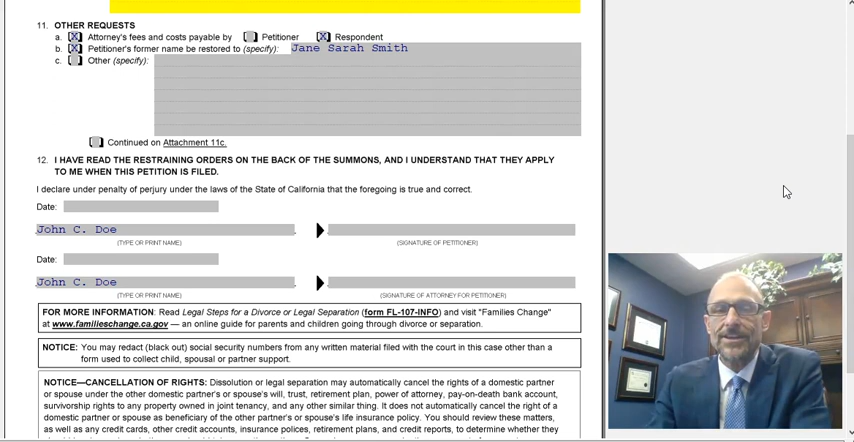 11. OTHER REQUESTS
a. [X] Attorney's fees and costs payable by [ ] Petitioner [X] Respondent
b. [X] Petitioner's former name be restored to (specify): Jane Sarah Smith
c. [ ] Other (specify):
[ ] Continued on Attachment 11c.
12. I HAVE READ THE RESTRAINING ORDERS ON THE BACK OF THE SUMMONS, AND I UNDERSTAND THAT THEY APPLY
TO ME WHEN THIS PETITION IS FILED.
I declare under penalty of perjury under the laws of the State of California that the foregoing is true and correct.
Date:
John C. Doe
(TYPE OR PRINT NAME) (SIGNATURE OF PETITIONER)
Date:
John C. Doe
(TYPE OR PRINT NAME) (SIGNATURE OF ATTORNEY FOR PETITIONER)
FOR MORE INFORMATION: Read Legal Steps for a Divorce or Legal Separation (form FL-107-INFO) and visit "Families Change"
at www.familieschange.ca.gov — an online guide for parents and children going through divorce or separation.
NOTICE: You may redact (black out) social security numbers from any written material filed with the court in this case other than a
form used to collect child, spousal or partner support.
NOTICE—CANCELLATION OF RIGHTS: Dissolution or legal separation may automatically cancel the rights of a domestic partner
or spouse under the other domestic partner's or spouse's will, trust, retirement plan, power of attorney, pay-on-death bank account,
survivorship rights to any property owned in joint tenancy, and any other similar thing. It does not automatically cancel the right of a
domestic partner or spouse as beneficiary of the other partner's or spouse's life insurance policy. You should review these matters,
as well as any credit cards, other credit accounts, insurance policies, retirement plans, and credit reports, to determine whether they